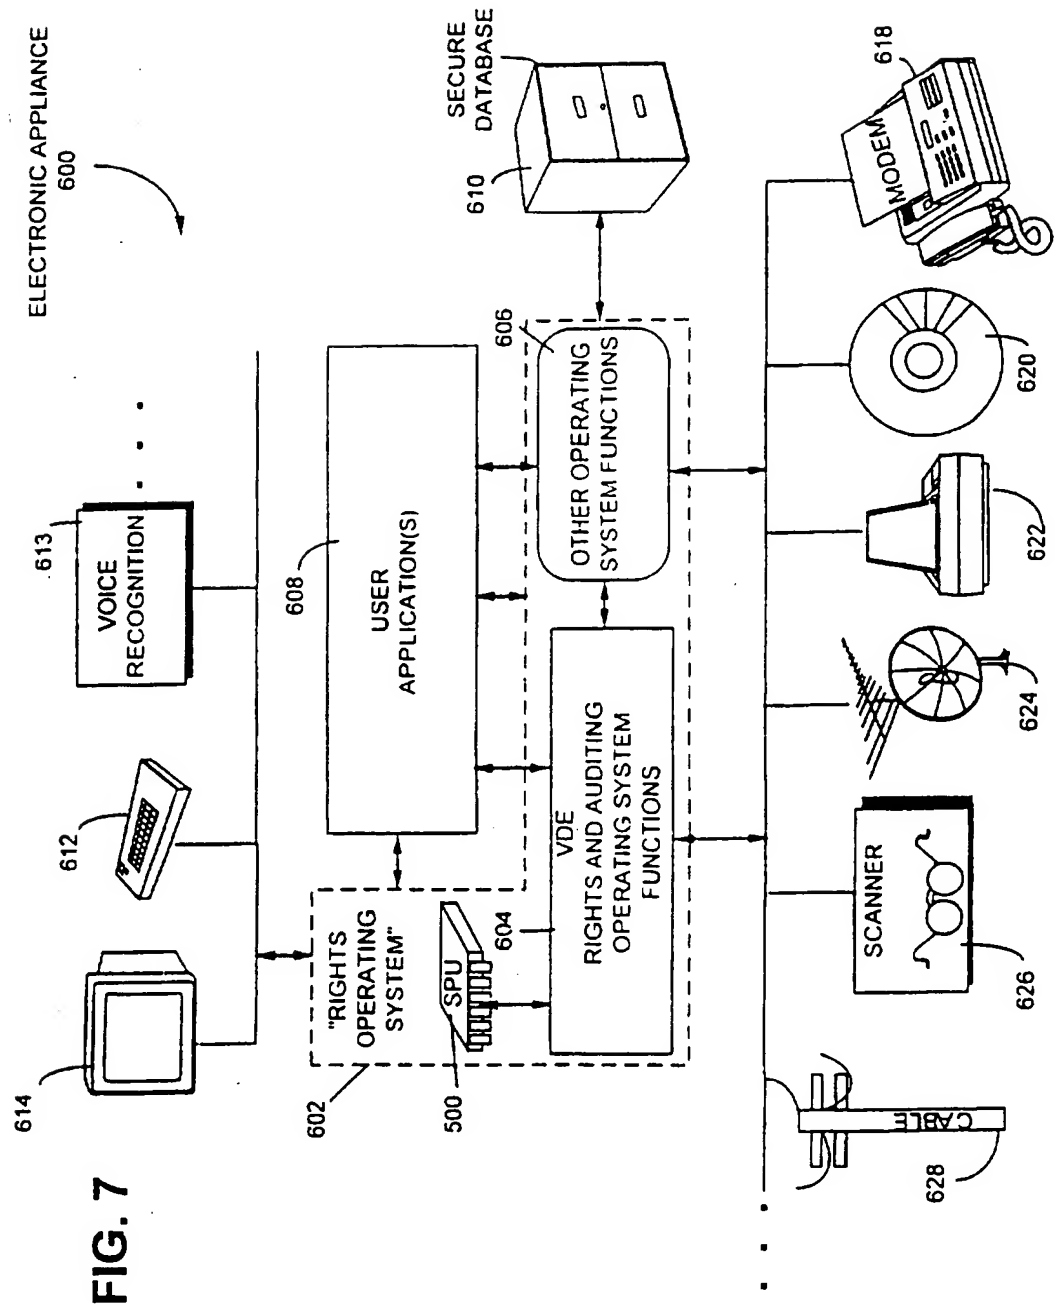 FIG. 7
ELECTRONIC APPLIANCE
600
614
612
613
VOICE
RECOGNITION
608
USER
APPLICATION(S)
602
"RIGHTS
OPERATING
SYSTEM"
SPU
500
604
VDE
RIGHTS AND AUDITING
OPERATING SYSTEM
FUNCTIONS
606
OTHER OPERATING
SYSTEM FUNCTIONS
610
SECURE
DATABASE
628
CABLE
SCANNER
626
624
622
620
MODEM
618